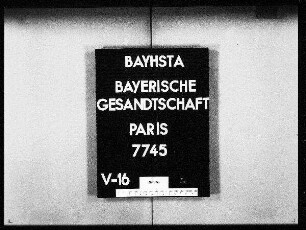 BAYHSTA
BAYERISCHE
GESANDTSCHAFT
PARIS
7745
V-16